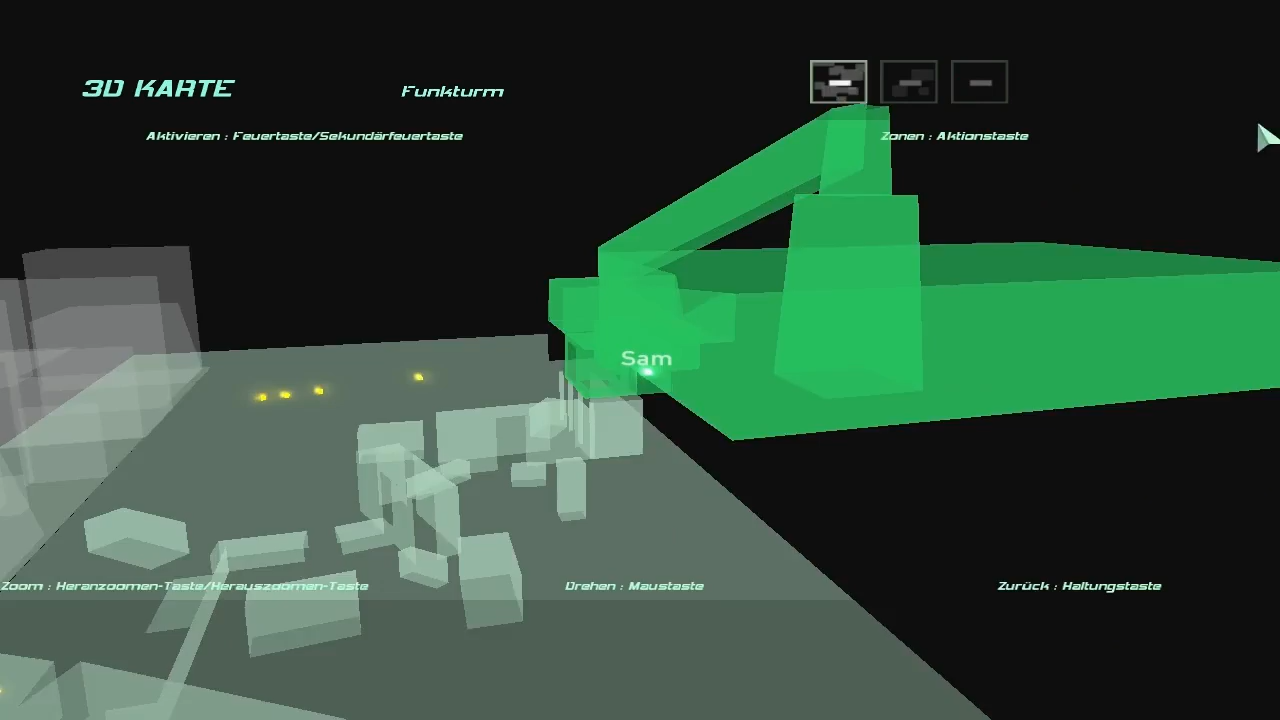 3D KARTE
Funkturm
Aktivieren : Feuertaste/Sekundärfeuertaste
Zonen : Aktionstaste
Sam
Zoom : Heranzoomen-Taste/Herauszoomen-Taste
Drehen : Maustaste
Zurück : Haltungstaste